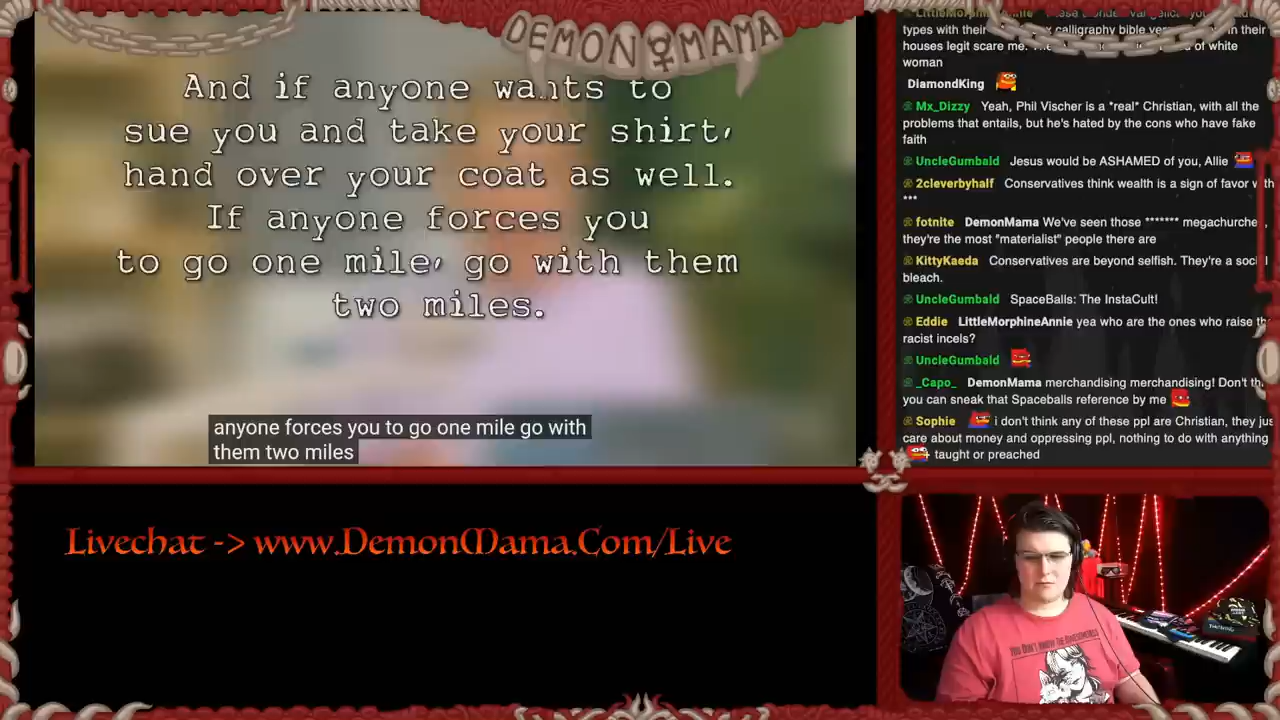 DEMON MAMA
And if anyone wants to
sue you and take your shirt,
hand over your coat as well.
If anyone forces you
to go one mile, go with them
two miles.
anyone forces you to go one mile go with
them two miles
types with their calligraphy bible in their
houses legit scare me. of white
woman
DiamondKing
Mx_Dizzy Yeah, Phil Vischer is a *real* Christian, with all the
problems that entails, but he's hated by the cons who have fake
faith
UncleGumbald Jesus would be ASHAMED of you, Allie
2cleverbyhalf Conservatives think wealth is a sign of favor with
***
fotnite DemonMama We've seen those ******* megachurche,
they're the most "materialist" people there are
KittyKaeda Conservatives are beyond selfish. They're a soci l
bleach.
UncleGumbald SpaceBalls: The InstaCult!
Eddie LittleMorphineAnnie yea who are the ones who raise th
racist incels?
UncleGumbald
_Capo_ DemonMama merchandising merchandising! Don't th
you can sneak that Spaceballs reference by me
Sophie i don't think any of these ppl are Christian, they jus
care about money and oppressing ppl, nothing to do with anything
taught or preached
Livechat -> www.DemonMama.Com/Live